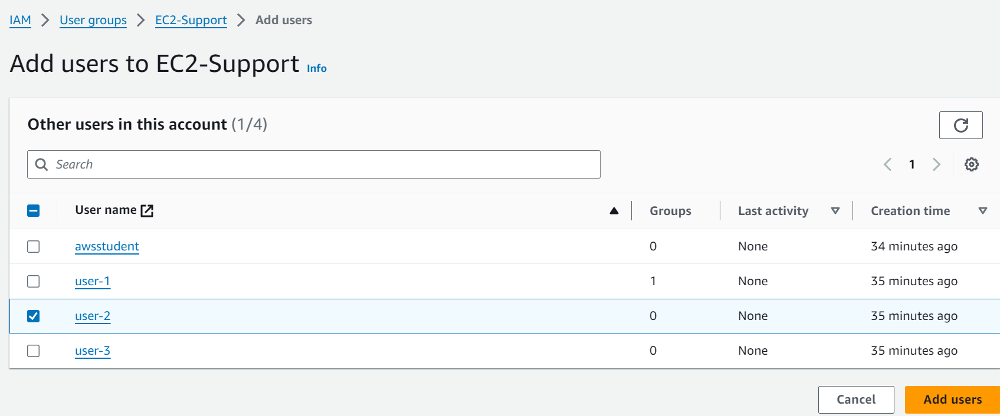 IAM > User groups > EC2-Support > Add users
Add users to EC2-Support Info
Other users in this account (1/4)
Search
1
User name Groups Last activity Creation time
awsstudent 0 None 34 minutes ago
user-1 1 None 35 minutes ago
user-2 0 None 35 minutes ago
user-3 0 None 35 minutes ago
Cancel Add users